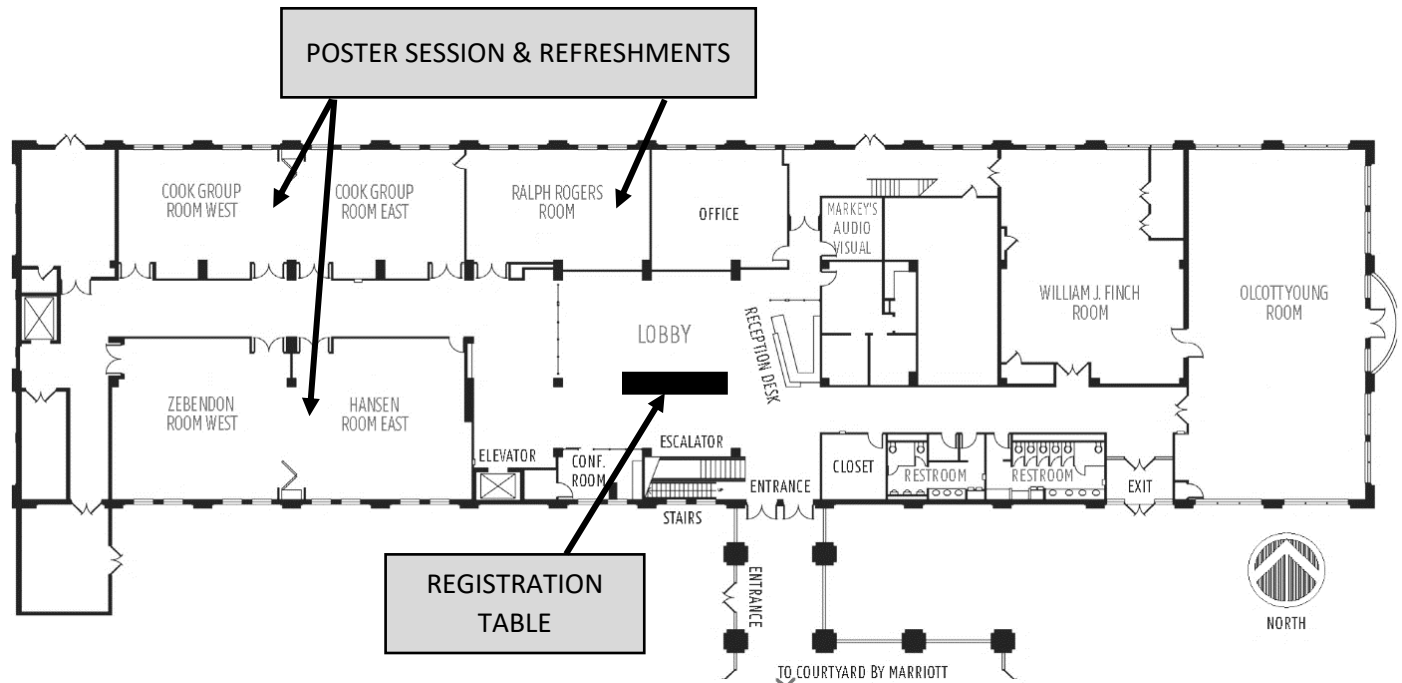 POSTER SESSION & REFRESHMENTS
COOK GROUP
ROOM WEST
COOK GROUP
ROOM EAST
RALPH ROGERS
ROOM
OFFICE
MARKEY'S
AUDIO
VISUAL
WILLIAM J. FINCH
ROOM
OLCOTTYOUNG
ROOM
LOBBY
RECEPTION DESK
ZEBENDON
ROOM WEST
HANSEN
ROOM EAST
ELEVATOR
CONF.
ROOM
ESCALATOR
CLOSET
RESTROOM
RESTROOM
EXIT
ENTRANCE
STAIRS
REGISTRATION
TABLE
ENTRANCE
NORTH
TO COURTYARD BY MARRIOTT